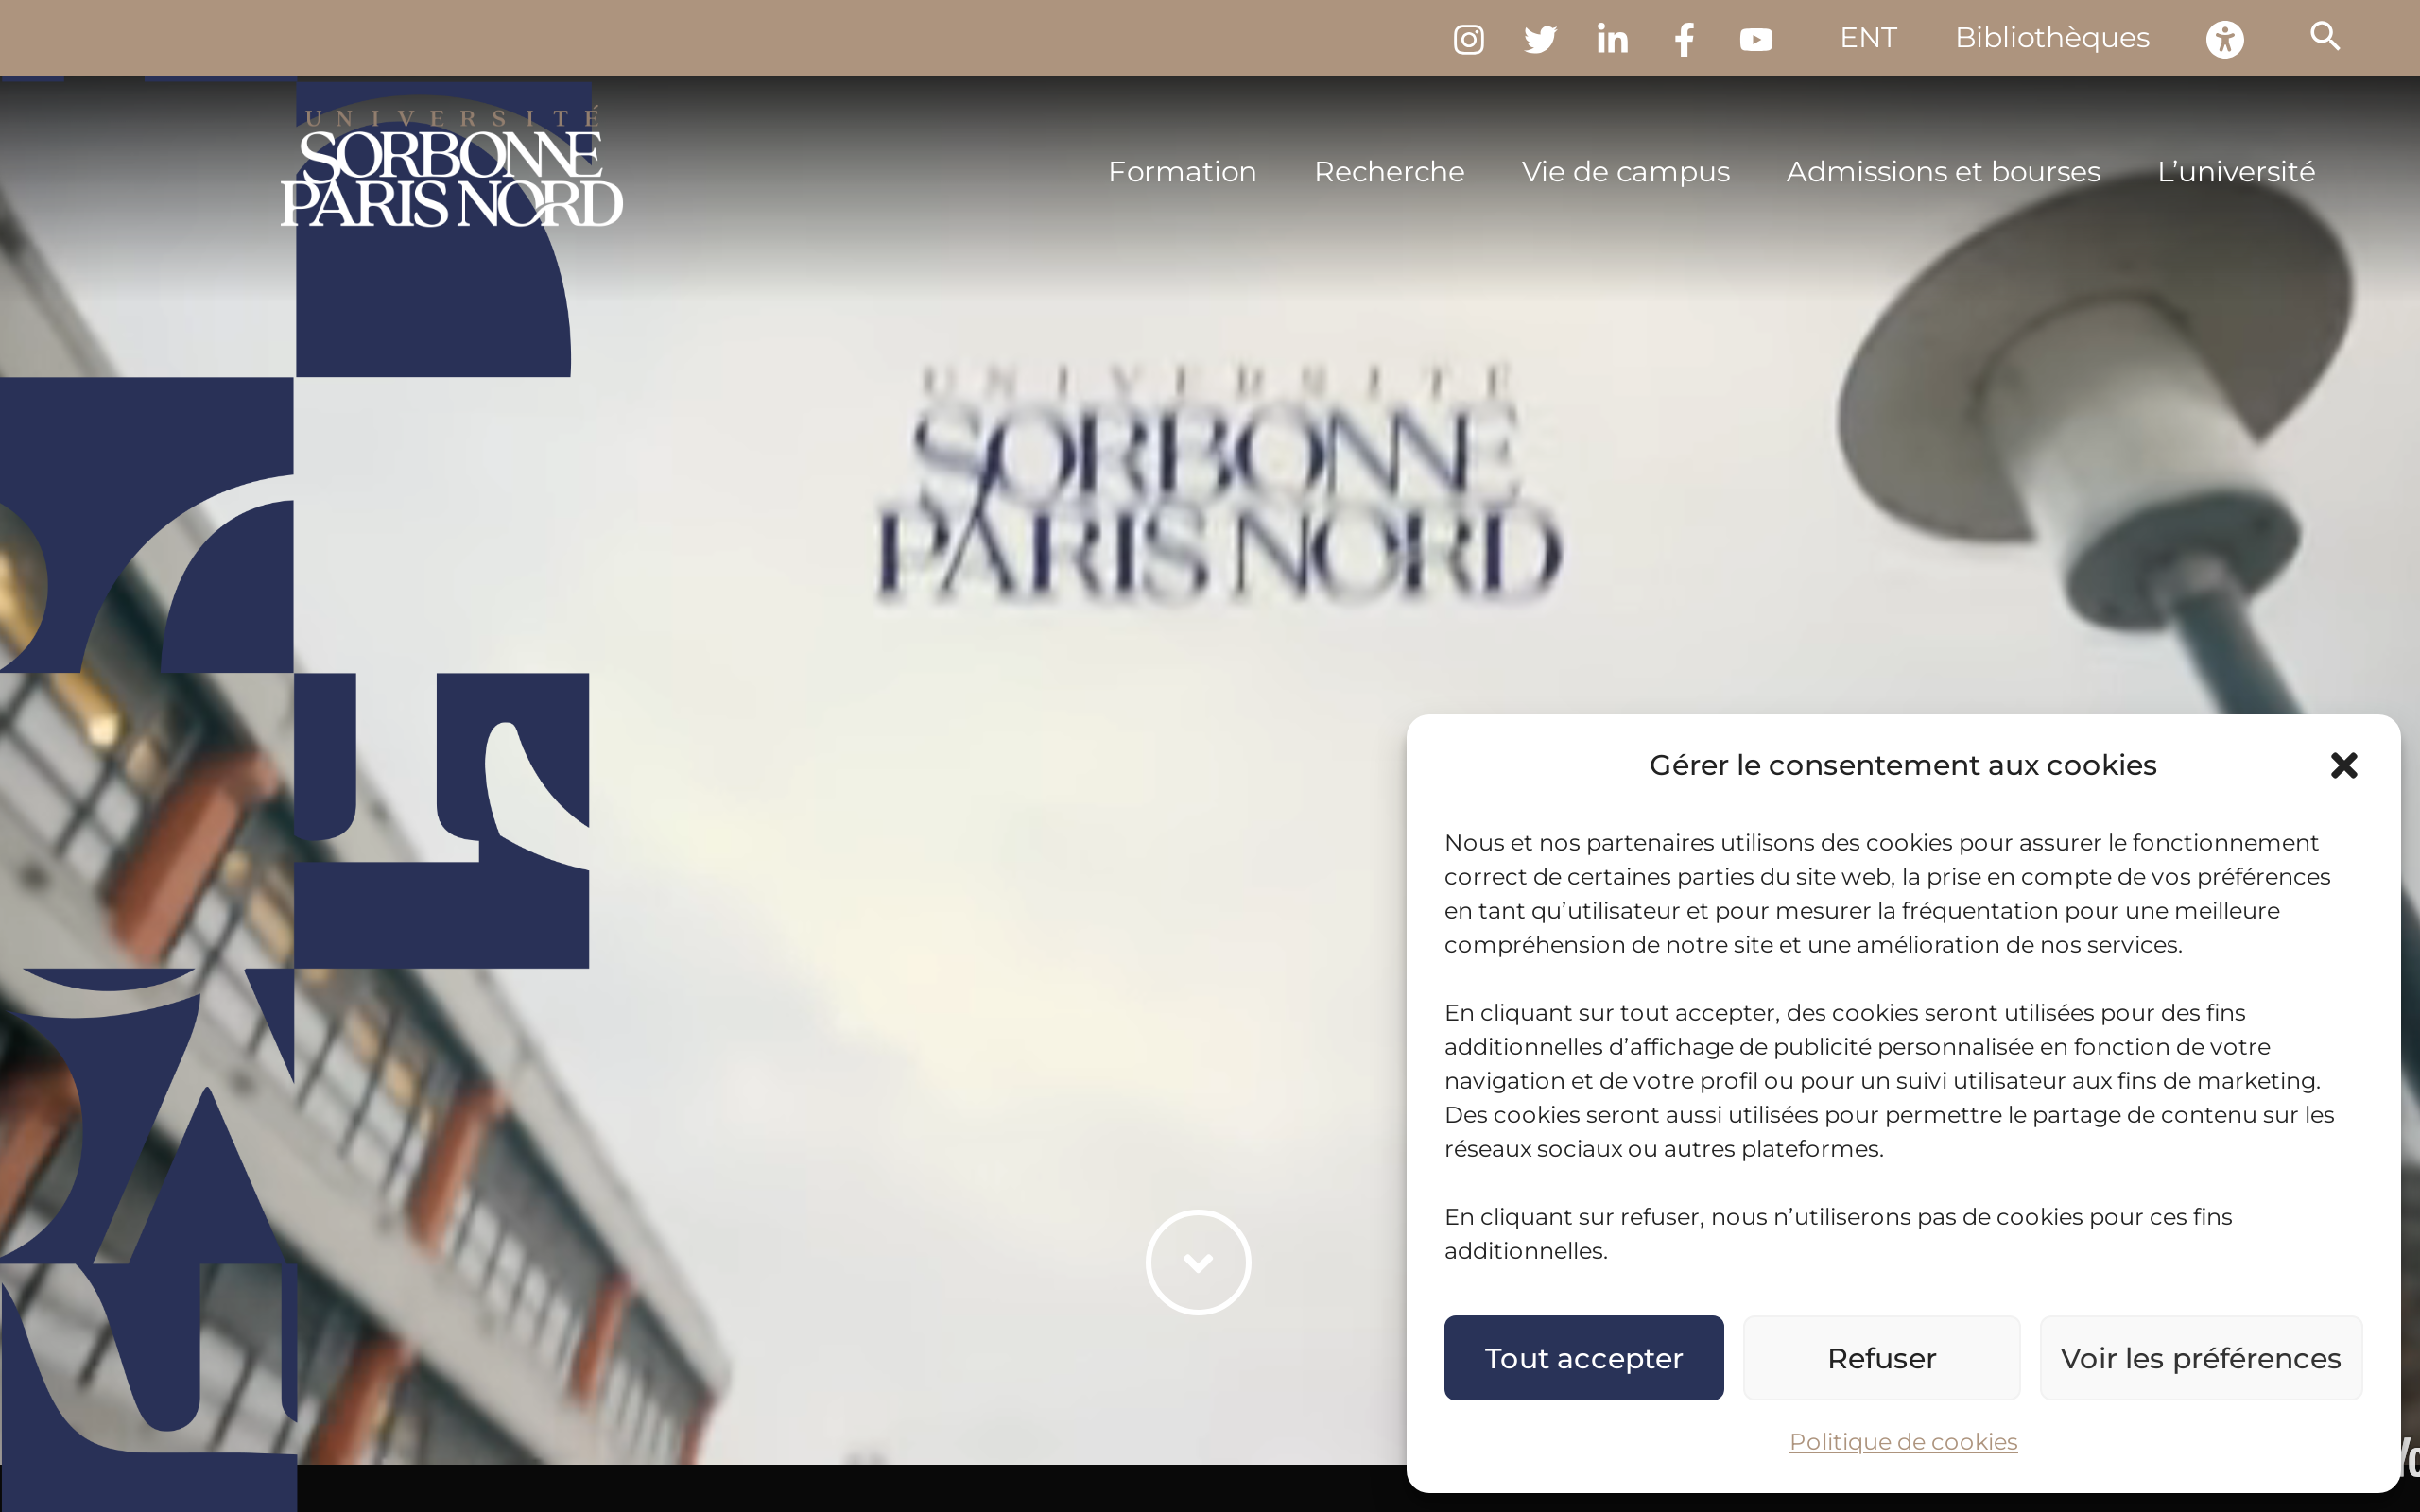 ENT Bibliothèques
UNIVERSITÉ
SORBONNE
PARIS NORD
Formation Recherche Vie de campus Admissions et bourses L’université
UNIVERSITÉ
SORBONNE
PARIS NORD
Gérer le consentement aux cookies
Nous et nos partenaires utilisons des cookies pour assurer le fonctionnement
correct de certaines parties du site web, la prise en compte de vos préférences
en tant qu’utilisateur et pour mesurer la fréquentation pour une meilleure
compréhension de notre site et une amélioration de nos services.
En cliquant sur tout accepter, des cookies seront utilisées pour des fins
additionnelles d’affichage de publicité personnalisée en fonction de votre
navigation et de votre profil ou pour un suivi utilisateur aux fins de marketing.
Des cookies seront aussi utilisées pour permettre le partage de contenu sur les
réseaux sociaux ou autres plateformes.
En cliquant sur refuser, nous n’utiliserons pas de cookies pour ces fins
additionnelles.
Tout accepter Refuser Voir les préférences
Politique de cookies